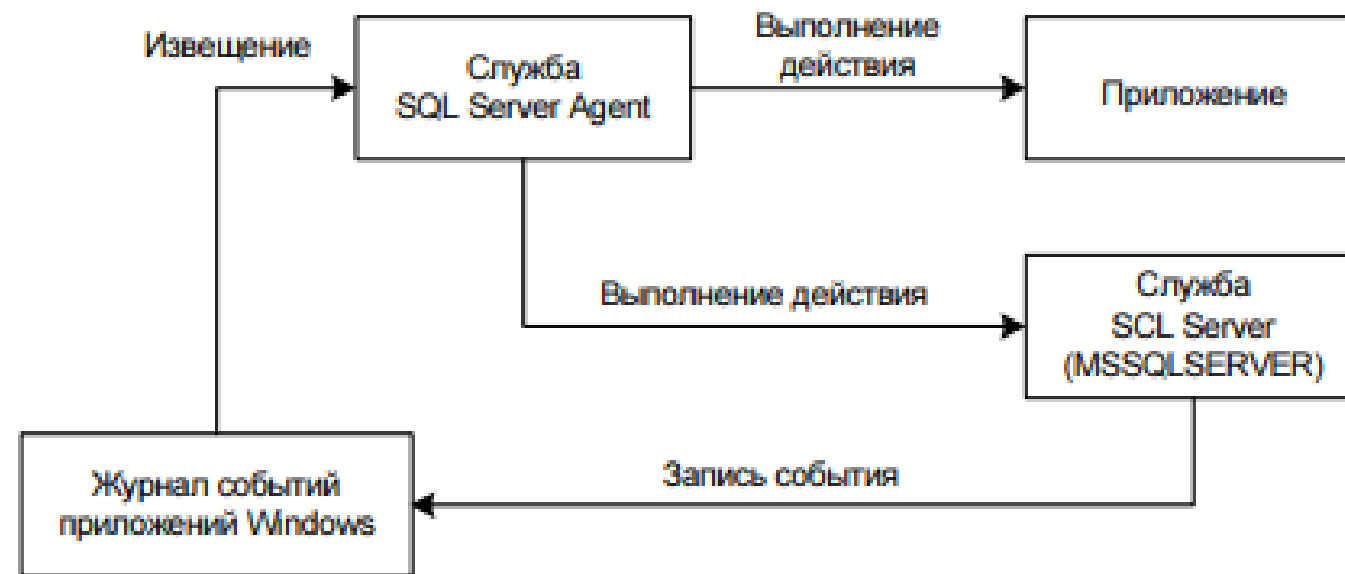 Извещение
Служба
SQL Server Agent
Выполнение
действия
Приложение
Выполнение действия
Служба
SCL Server
(MSSQLSERVER)
Запись события
Журнал событий
приложений Windows